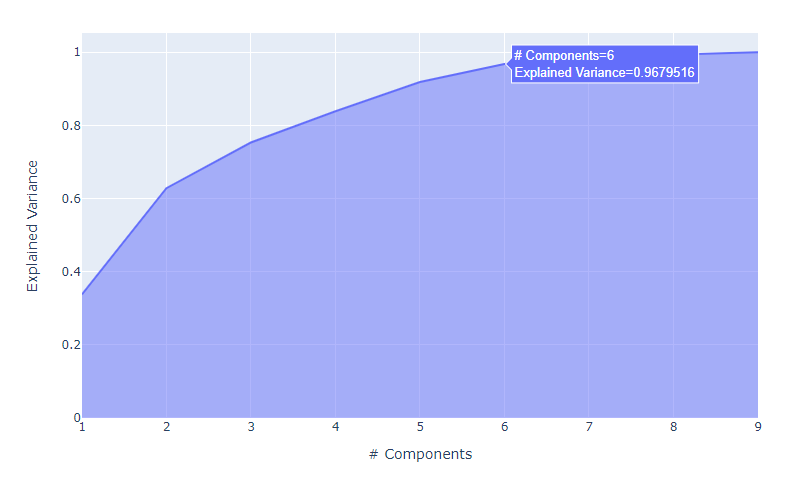 1
# Components=6
Explained Variance=0.9679516
0.8
0.6
0.4
0.2
0
Explained Variance
1 2 3 4 5 6 7 8 9
# Components